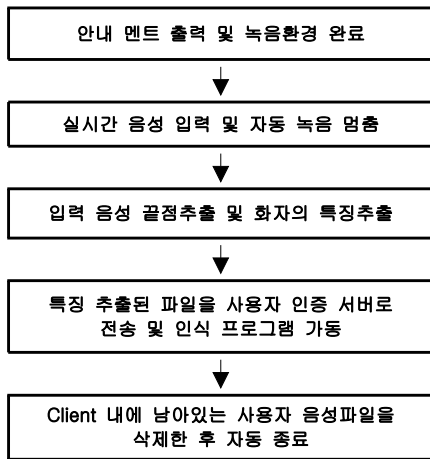 안내 멘트 출력 및 녹음환경 완료
실시간 음성 입력 및 자동 녹음 멈춤
입력 음성 끝점추출 및 화자의 특징추출
특징 추출된 파일을 사용자 인증 서버로
전송 및 인식 프로그램 가동
Client 내에 남아있는 사용자 음성파일을
삭제한 후 자동 종료